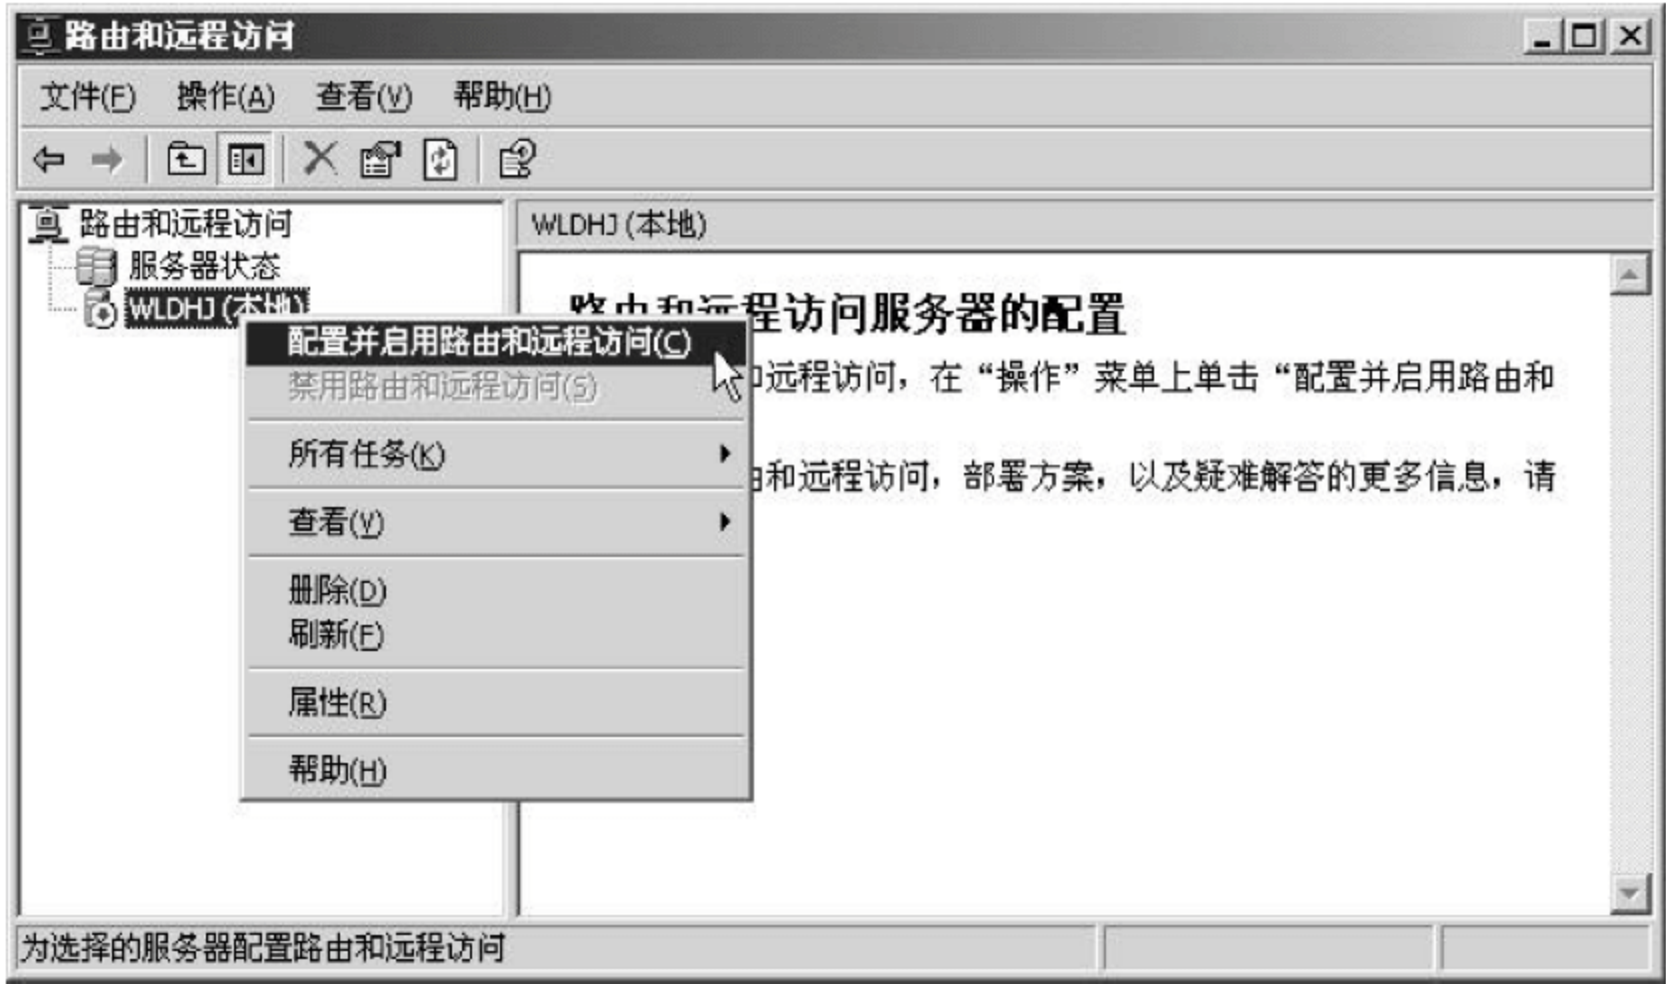 路由和远程访问
文件(F) 操作(A) 查看(V) 帮助(H)
路由和远程访问
服务器状态
WLDHJ (本地)
WLDHJ (本地)
路由和远程访问服务器的配置
和远程访问，在“操作”菜单上单击“配置并启用路由和
和远程访问，部署方案，以及疑难解答的更多信息，请
配置并启用路由和远程访问(C)
禁用路由和远程访问(S)
所有任务(K)
查看(V)
删除(D)
刷新(F)
属性(R)
帮助(H)
为选择的服务器配置路由和远程访问